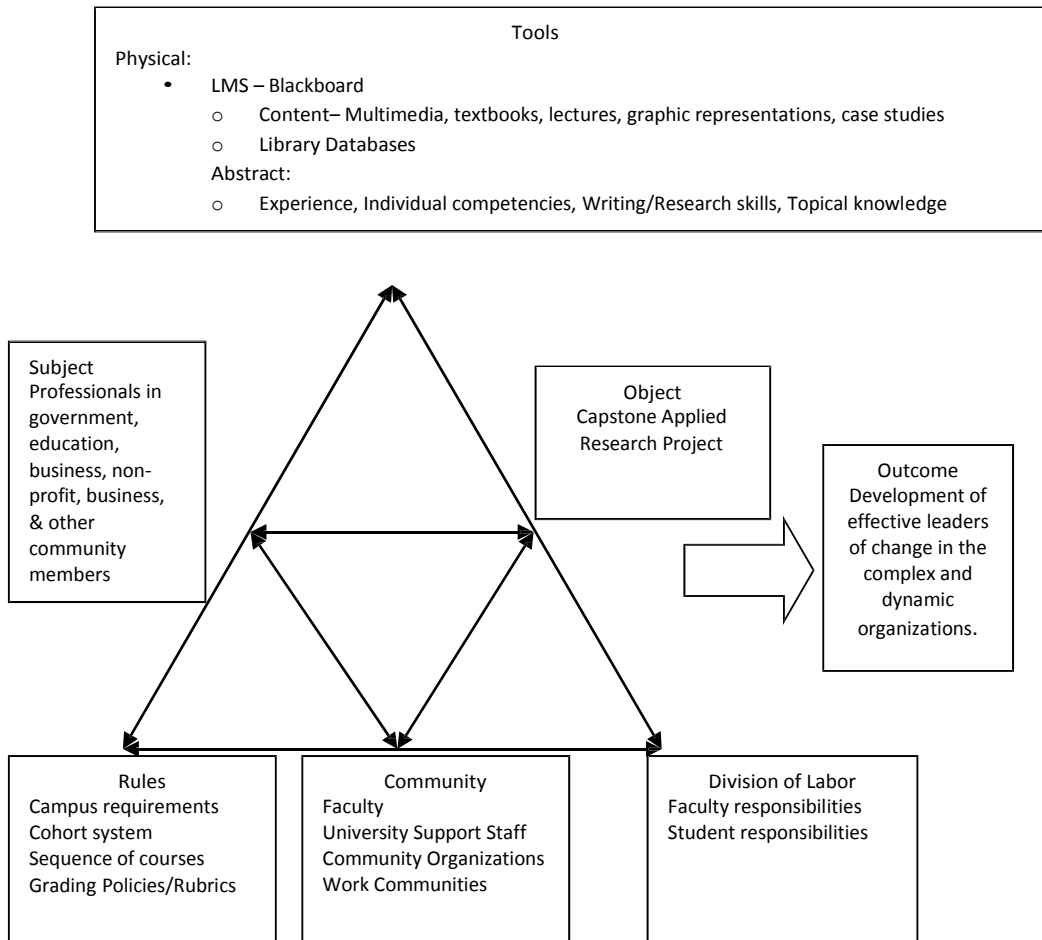 Tools
Physical:
• LMS – Blackboard
o Content– Multimedia, textbooks, lectures, graphic representations, case studies
o Library Databases
Abstract:
o Experience, Individual competencies, Writing/Research skills, Topical knowledge
Subject
Professionals in
government,
education,
business, non-
profit, business,
& other
community
members
Object
Capstone Applied
Research Project
Outcome
Development of
effective leaders
of change in the
complex and
dynamic
organizations.
Rules
Campus requirements
Cohort system
Sequence of courses
Grading Policies/Rubrics
Community
Faculty
University Support Staff
Community Organizations
Work Communities
Division of Labor
Faculty responsibilities
Student responsibilities